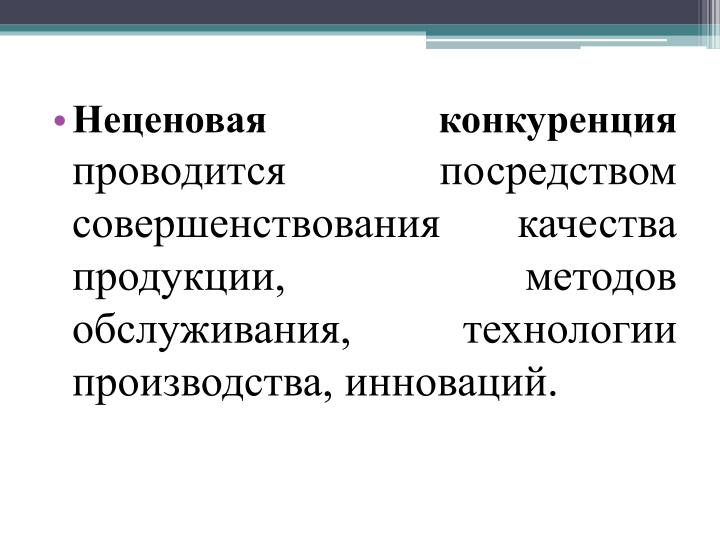 • Неценовая конкуренция
проводится посредством
совершенствования качества
продукции, методов
обслуживания, технологии
производства, инноваций.